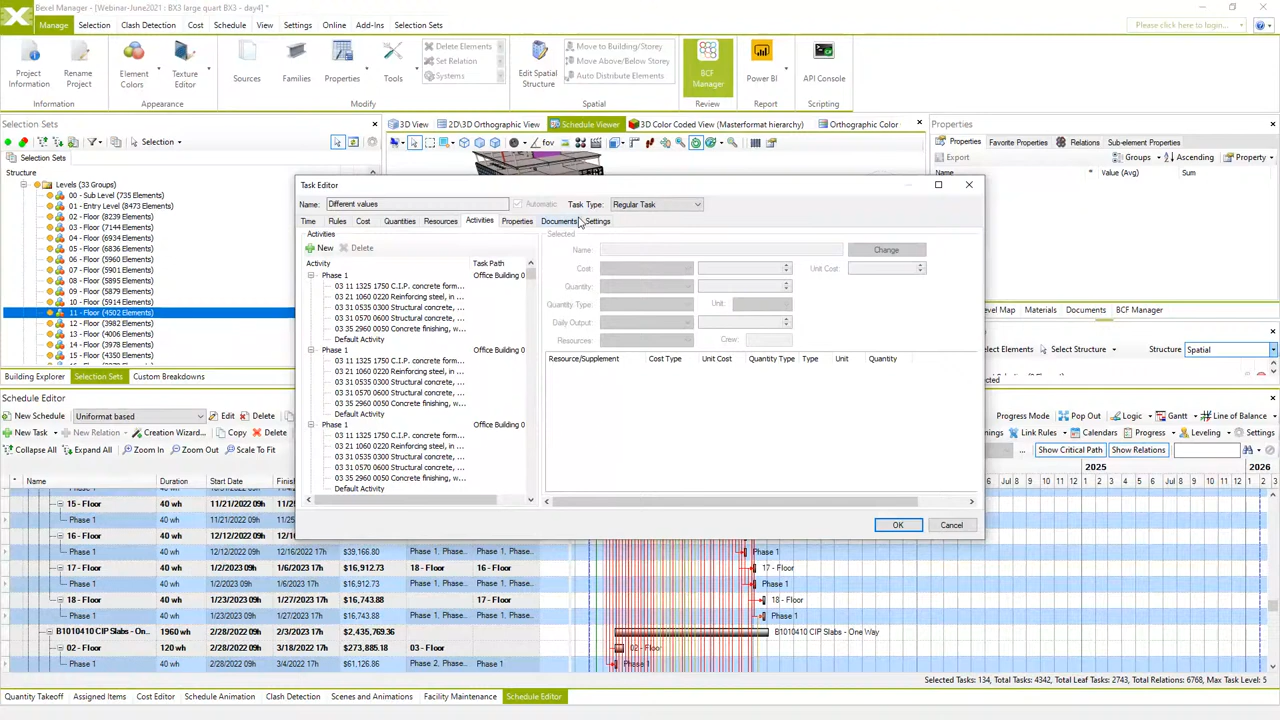 Bexel Manager - [Webinar-June2021 : BX3 large quart BX3 - day4] *
Manage Selection Clash Detection Cost Schedule View Settings Online Add-Ins Selection Sets
Please click here to login...
Project Information
Rename Project
Element Colors
Texture Editor
Sources
Families
Properties
Tools
Delete Elements
Set Relation
Systems
Edit Spatial Structure
Move to Building/Storey
Move Above/Below Storey
Auto Distribute Elements
BCF Manager
Power BI
API Console
Information Appearance Modify Spatial Review Report Scripting
Selection Sets
3D View 2D\3D Orthographic View Schedule Viewer 3D Color Coded View (Masterformat hierarchy) Orthographic Color
Properties
Selection
fov
Properties Favorite Properties Relations Sub-element Properties
Selection Sets
Export Groups Ascending Property
Structure
Name Value (Avg) Sum
Levels (33 Groups)
00 - Sub Level (735 Elements)
01 - Entry Level (8473 Elements)
02 - Floor (8239 Elements)
03 - Floor (7144 Elements)
04 - Floor (6934 Elements)
05 - Floor (7951 Elements)
06 - Floor (7090 Elements)
07 - Floor (5901 Elements)
08 - Floor (5914 Elements)
09 - Floor (5891 Elements)
10 - Floor (5914 Elements)
11 - Floor (4502 Elements)
12 - Floor (3982 Elements)
13 - Floor (4006 Elements)
14 - Floor (3996 Elements)
15 - Floor (4350 Elements)
Building Explorer Selection Sets Custom Breakdowns
Task Editor
Name: Different values Automatic Task Type: Regular Task
Time Rules Cost Quantities Resources Activities Properties Documents Settings
Activities
New Delete
Activity Task Path
Phase 1 Office Building 0
03 11 1325 1750 C.I.P. concrete form...
03 21 1060 0220 Reinforcing steel, in ...
03 31 0535 0300 Structural concrete, ...
03 31 0570 0600 Structural concrete, ...
03 35 2960 0050 Concrete finishing, w...
Default Activity
Phase 1 Office Building 0
03 11 1325 1750 C.I.P. concrete form...
03 21 1060 0220 Reinforcing steel, in ...
03 31 0535 0300 Structural concrete, ...
03 31 0570 0600 Structural concrete, ...
03 35 2960 0050 Concrete finishing, w...
Default Activity
Phase 1 Office Building 0
03 11 1325 1750 C.I.P. concrete form...
03 21 1060 0220 Reinforcing steel, in ...
03 31 0535 0300 Structural concrete, ...
03 31 0570 0600 Structural concrete, ...
03 35 2960 0050 Concrete finishing, w...
Default Activity
Selected
Name: Change
Cost: Unit Cost:
Quantity:
Quantity Type: Unit:
Daily Output:
Resources: Crew:
Resource/Supplement Cost Type Unit Cost Quantity Type Type Unit Quantity
OK Cancel
Level Map Materials Documents BCF Manager
Select Elements Select Structure Structure Spatial
Schedule Editor
New Schedule Uniformat based Edit Delete
Progress Mode Pop Out Logic Gantt Line of Balance
New Task New Relation Creation Wizard... Copy Delete
Link Rules Calendars Progress Leveling Settings
Collapse All Expand All Zoom In Zoom Out Scale To Fit
... Show Critical Path Show Relations
2025 2026
Name Duration Start Date
15 - Floor 40 wh 11/21/2022 09h
Phase 1 40 wh 11/21/2022 09h
16 - Floor 40 wh 12/12/2022 09h
Phase 1 40 wh 12/12/2022 09h 12/16/2022 17h $39,166.80 Phase 1, Phase... Phase 1, Phase... Phase 1
17 - Floor 40 wh 1/2/2023 09h 1/6/2023 17h $16,912.73 18 - Floor 16 - Floor 17 - Floor
Phase 1 40 wh 1/2/2023 09h 1/6/2023 17h $16,912.73 Phase 1, Phase... Phase 1, Phase... Phase 1
18 - Floor 40 wh 1/23/2023 09h 1/27/2023 17h $16,743.88 17 - Floor 18 - Floor
Phase 1 40 wh 1/23/2023 09h 1/27/2023 17h $16,743.88 Phase 1, Phase... Phase 1
B1010410 CIP Slabs - On... 1960 wh 2/28/2022 09h 2/3/2023 17h $2,435,769.36 B1010410 CIP Slabs - One Way
02 - Floor 120 wh 2/28/2022 09h $273,885.18 03 - Floor 02 - Floor
Phase 1 40 wh 2/28/2022 09h 3/4/2022 17h $61,126.86 Phase 2, Phase... Phase 1, Phase... Phase 1
Selected Tasks: 134, Total Tasks: 4342, Total Leaf Tasks: 2743, Total Relations: 6768, Max Task Level: 5
Quantity Takeoff Assigned Items Cost Editor Schedule Animation Clash Detection Scenes and Animations Facility Maintenance Schedule Editor